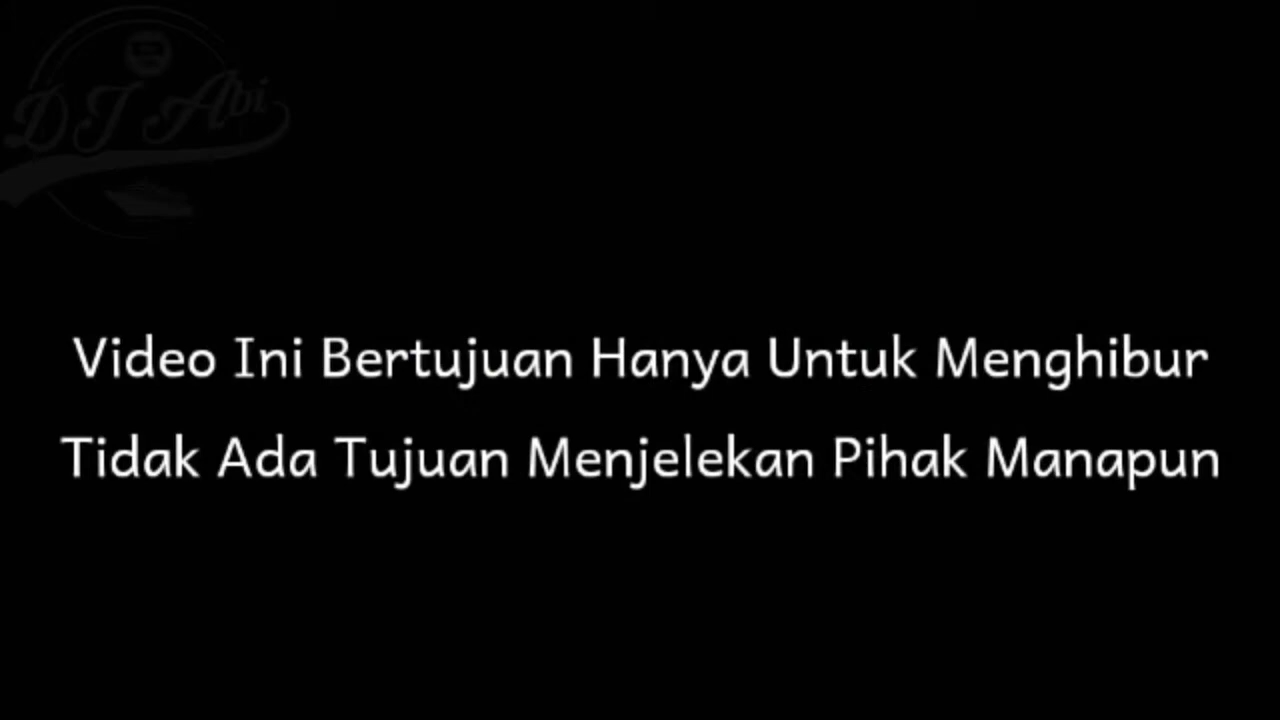 DJ Abi
Video Ini Bertujuan Hanya Untuk Menghibur
Tidak Ada Tujuan Menjelekan Pihak Manapun